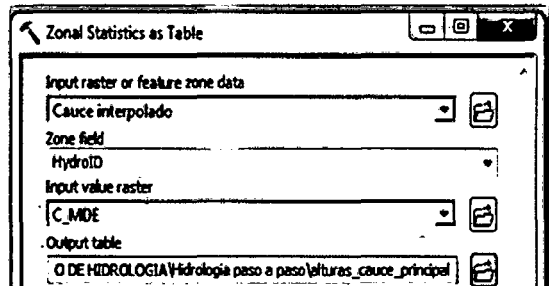 Zonal Statistics as Table
Input raster or feature zone data
Cauce interpolado
Zone field
HydroID
Input value raster
C_MDE
Output table
O DE HIDROLOGIA\Hidrologia paso a paso\alturas_cauce_principal